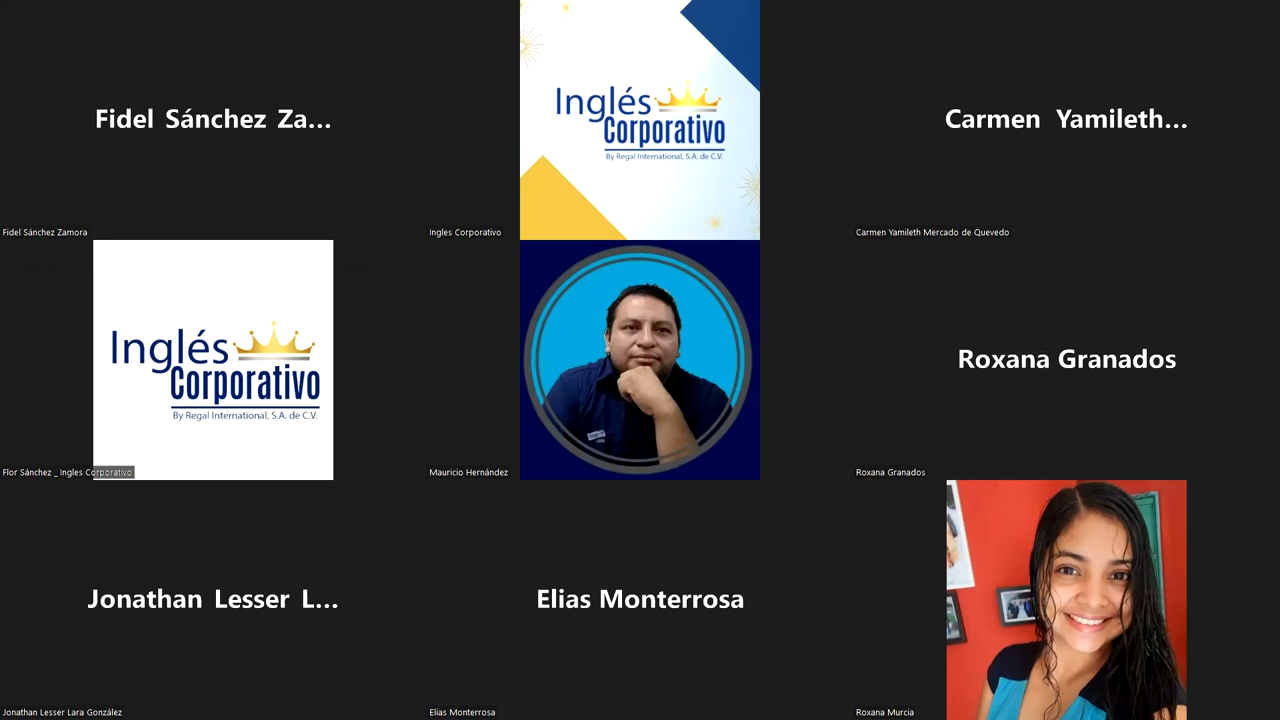 Fidel Sánchez Za...
Fidel Sánchez Zamora
Inglés
Corporativo
By Regal International, S.A. de C.V.
Ingles Corporativo
Carmen Yamileth...
Carmen Yamileth Mercado de Quevedo
Inglés
Corporativo
By Regal International, S.A. de C.V.
Flor Sánchez _ Ingles Corporativo
Mauricio Hernández
Roxana Granados
Roxana Granados
Jonathan Lesser L...
Jonathan Lesser Lara González
Elias Monterrosa
Elias Monterrosa
Roxana Murcia